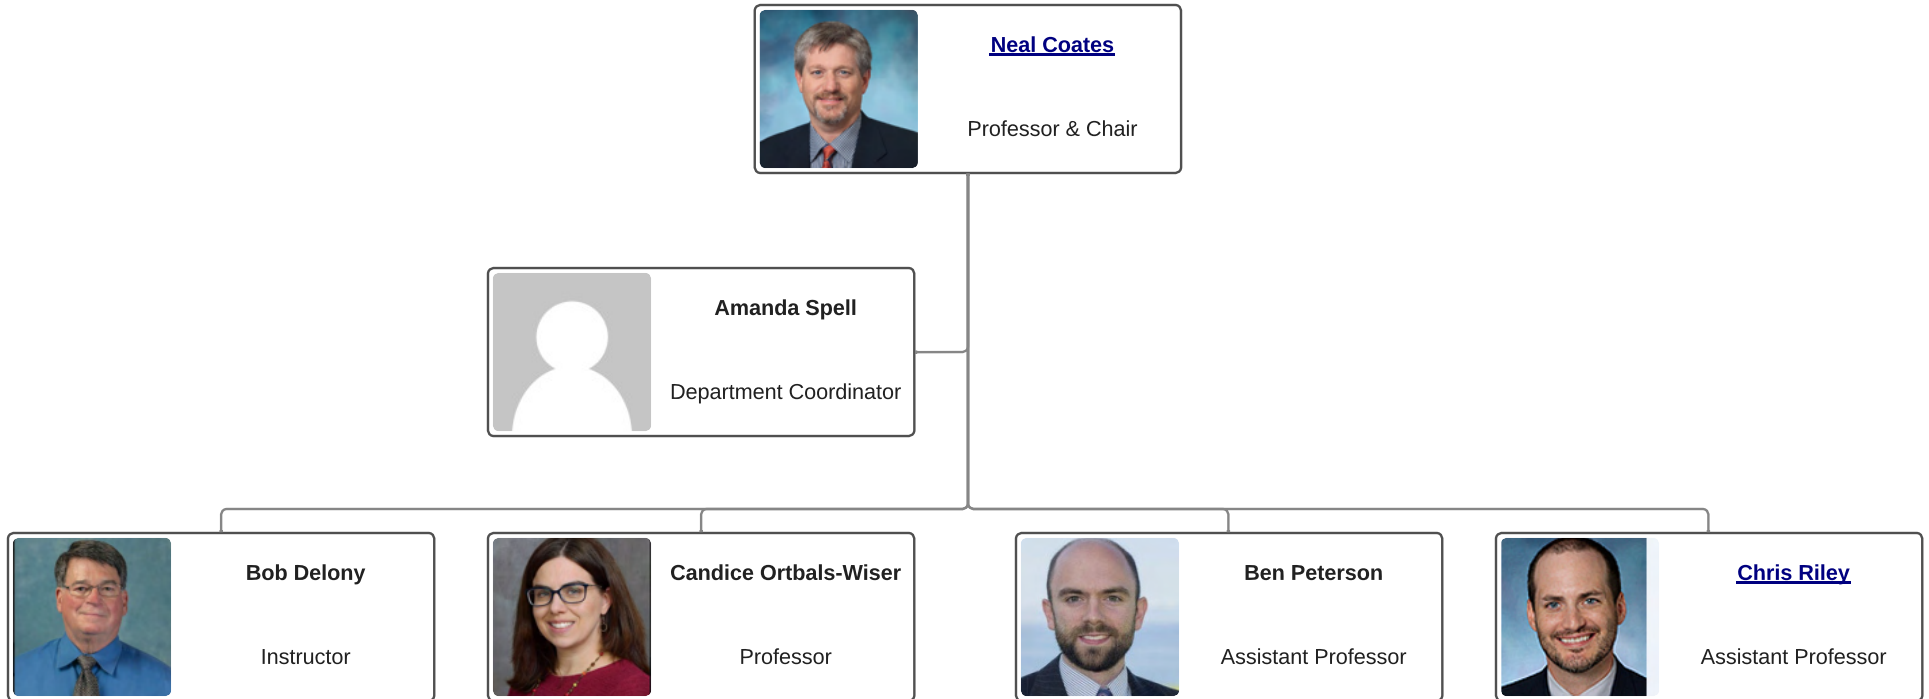 Neal Coates
Professor & Chair
Amanda Spell
Department Coordinator
Bob Delony
Instructor
Candice Ortbals-Wiser
Professor
Ben Peterson
Assistant Professor
Chris Riley
Assistant Professor